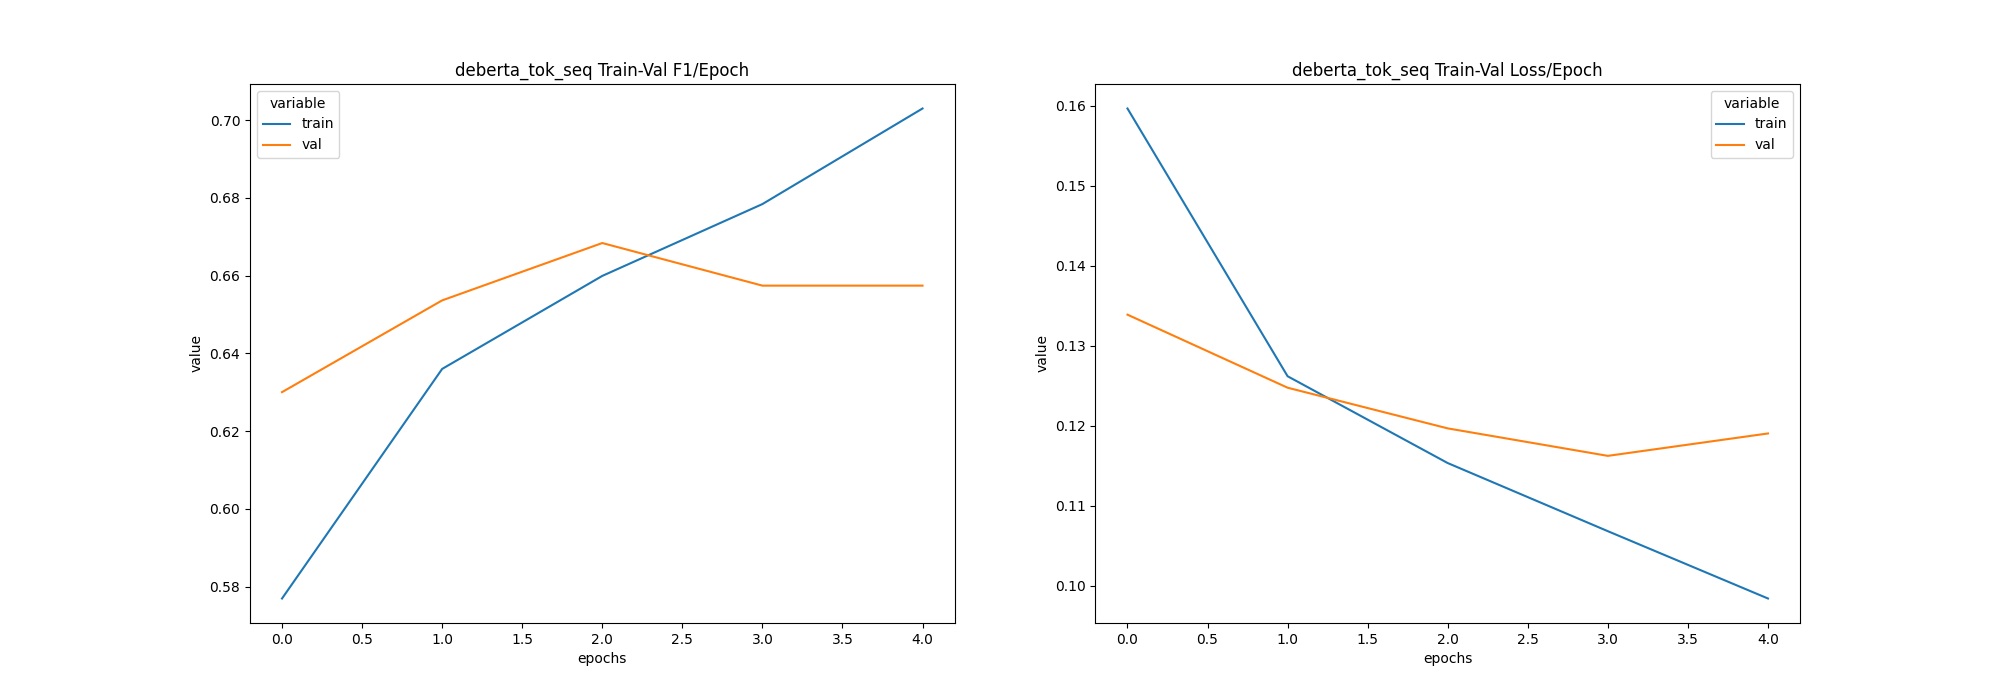 deberta_tok_seq Train-Val F1/Epoch
variable
train
val
0.70
0.68
0.66
0.64
0.62
0.60
0.58
value
0.0 0.5 1.0 1.5 2.0 2.5 3.0 3.5 4.0
epochs
deberta_tok_seq Train-Val Loss/Epoch
variable
train
val
0.16
0.15
0.14
0.13
0.12
0.11
0.10
value
0.0 0.5 1.0 1.5 2.0 2.5 3.0 3.5 4.0
epochs